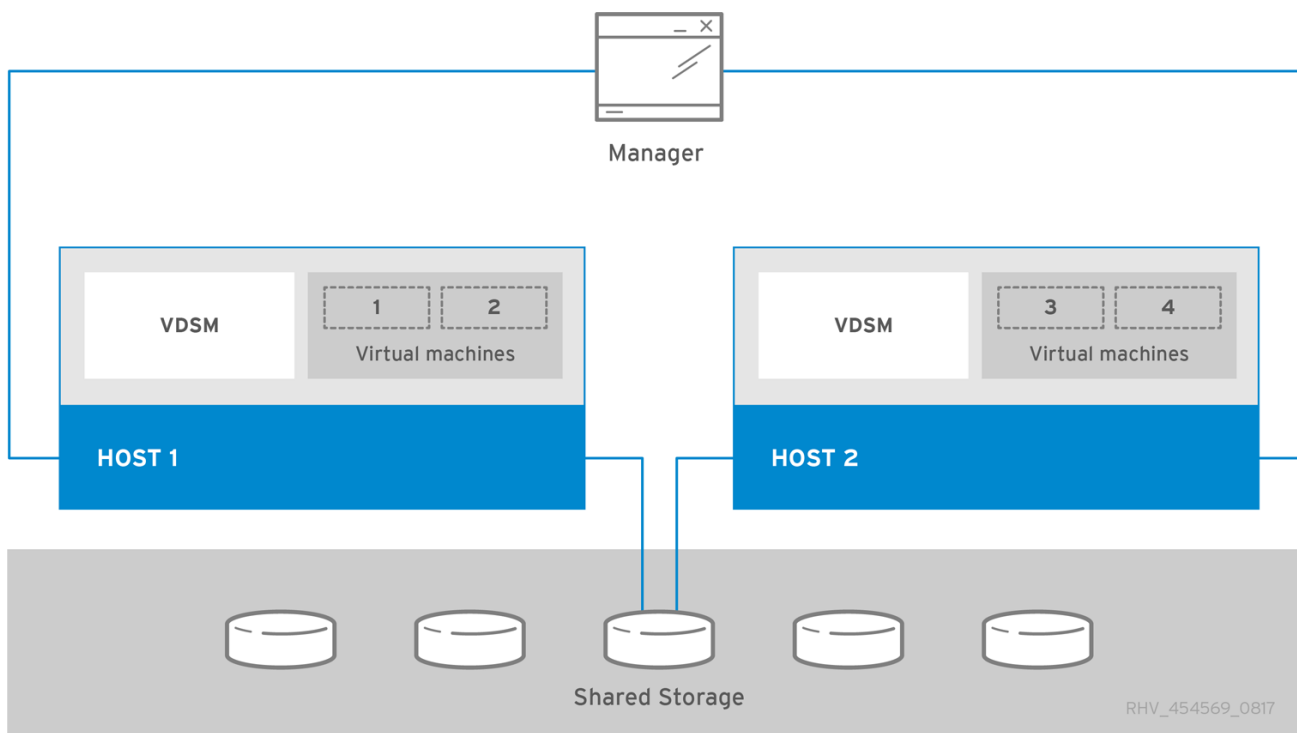 Manager
VDSM
1
2
Virtual machines
HOST 1
VDSM
3
4
Virtual machines
HOST 2
Shared Storage
RHV_454569_0817